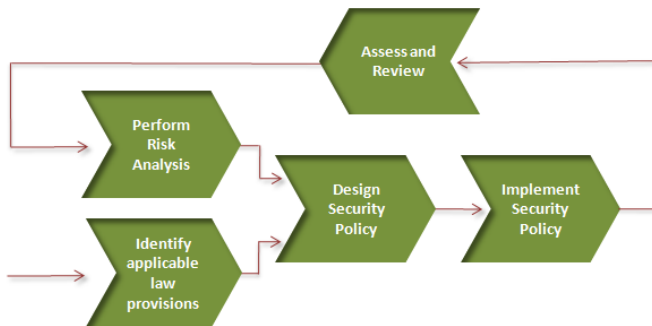 Assess and
Review
Perform
Risk
Analysis
Design
Security
Policy
Implement
Security
Policy
Identify
applicable
law
provisions